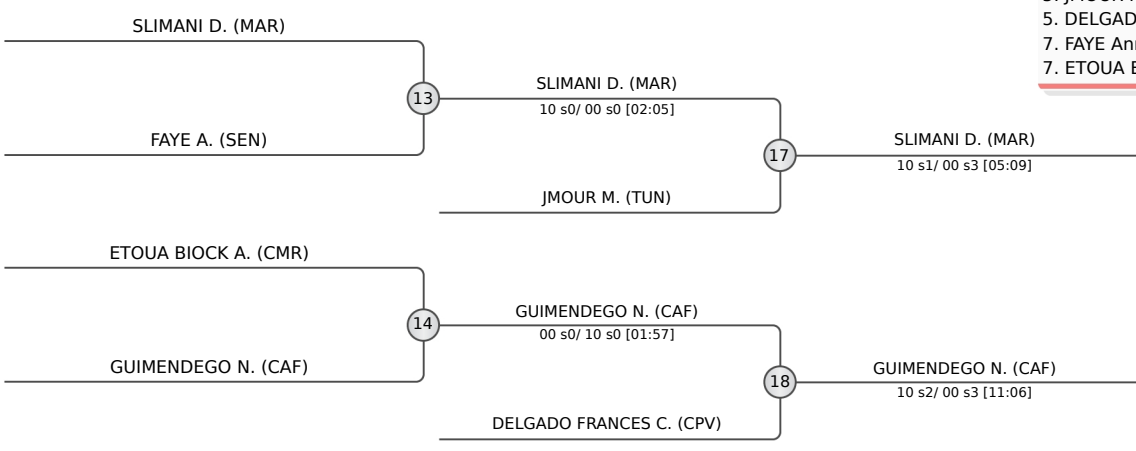 SLIMANI D. (MAR)
5. DELGAD
7. FAYE
7. ETOUA
13
SLIMANI D. (MAR)
10 s0/ 00 s0 [02:05]
FAYE A. (SEN)
17
SLIMANI D. (MAR)
10 s1/ 00 s3 [05:09]
JMOUR M. (TUN)
ETOUA BIOCK A. (CMR)
14
GUIMENDEGO N. (CAF)
00 s0/ 10 s0 [01:57]
GUIMENDEGO N. (CAF)
18
GUIMENDEGO N. (CAF)
10 s2/ 00 s3 [11:06]
DELGADO FRANCES C. (CPV)